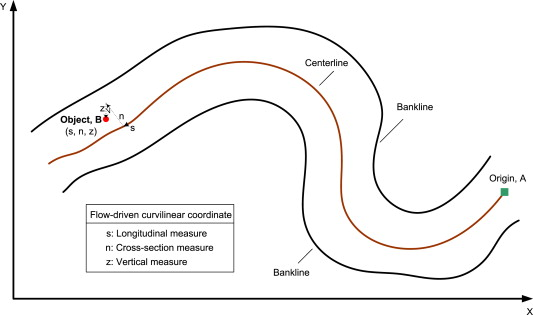 Y
Centerline
Bankline
z
n
s
Object, B
(s, n, z)
Origin, A
Flow-driven curvilinear coordinate
s: Longitudinal measure
n: Cross-section measure
z: Vertical measure
Bankline
X